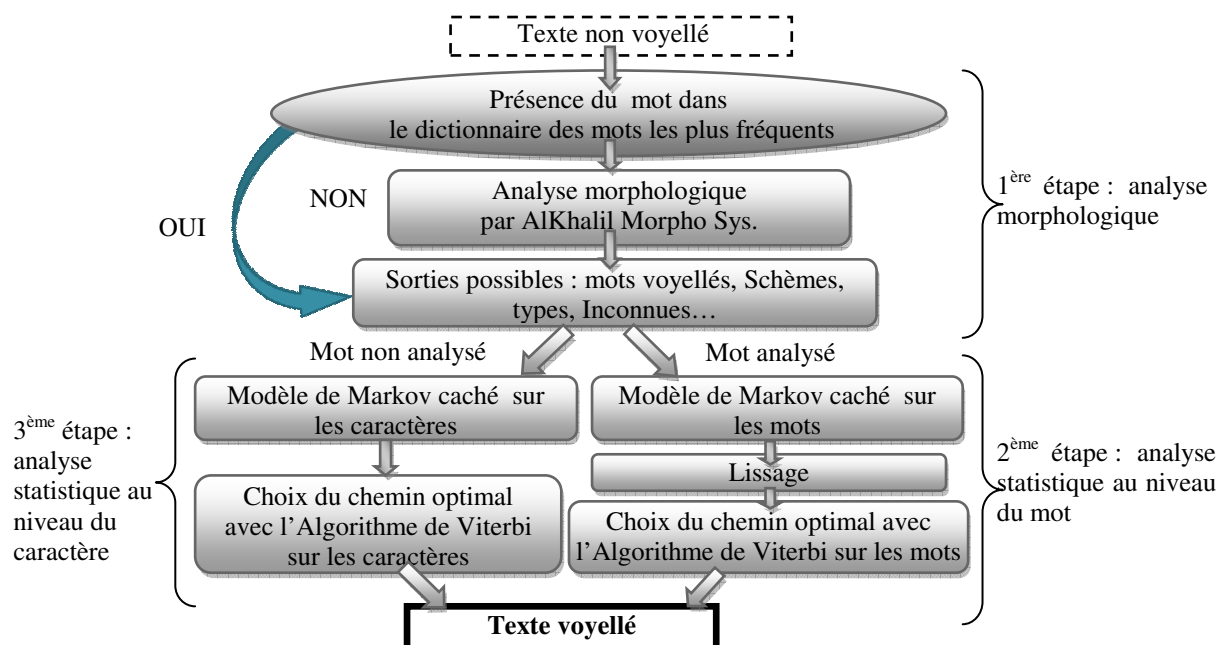 Texte non voyellé
Présence du mot dans
le dictionnaire des mots les plus fréquents
NON
OUI
Analyse morphologique
par AlKhalil Morpho Sys.
Sorties possibles : mots voyellés, Schèmes,
types, Inconnues…
1ère étape : analyse
morphologique
Mot non analysé
Mot analysé
Modèle de Markov caché sur
les caractères
Choix du chemin optimal
avec l’Algorithme de Viterbi
sur les caractères
3ème étape :
analyse
statistique au
niveau du
caractère
Modèle de Markov caché sur
les mots
Lissage
Choix du chemin optimal avec
l’Algorithme de Viterbi sur les mots
2ème étape : analyse
statistique au niveau
du mot
Texte voyellé